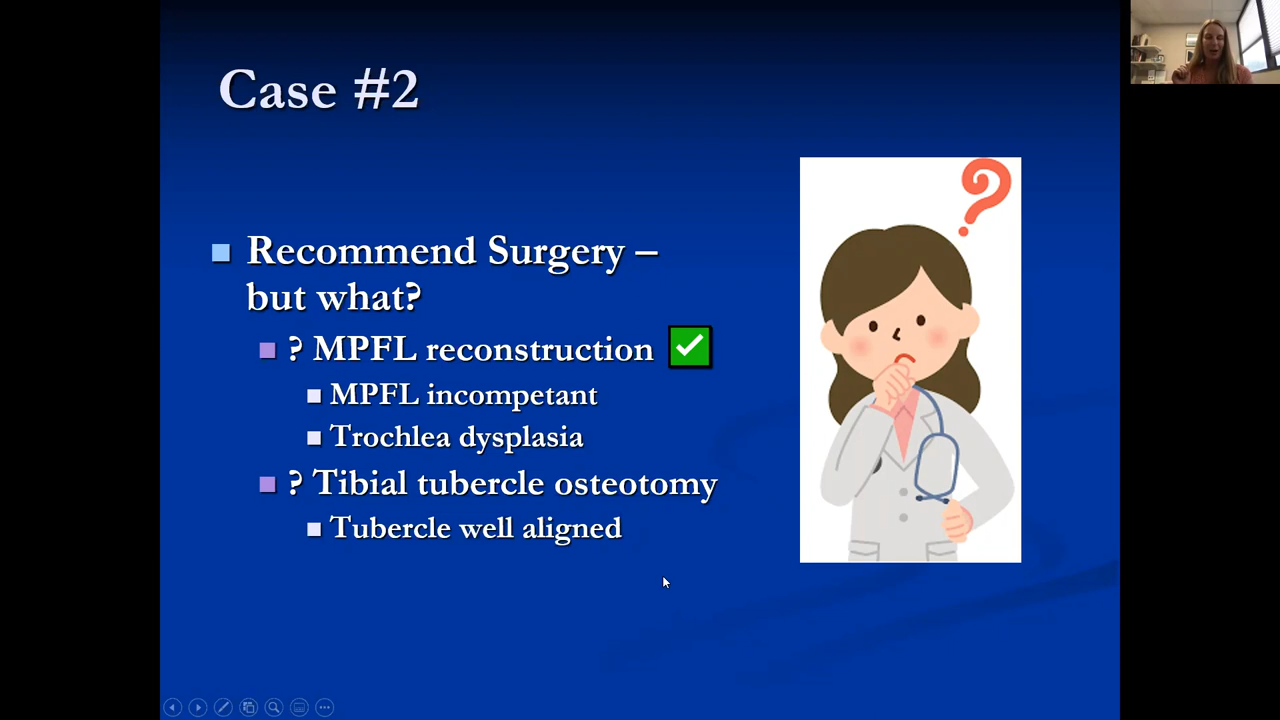 Case #2
Recommend Surgery –
but what?
? MPFL reconstruction
MPFL incompetant
Trochlea dysplasia
? Tibial tubercle osteotomy
Tubercle well aligned
?